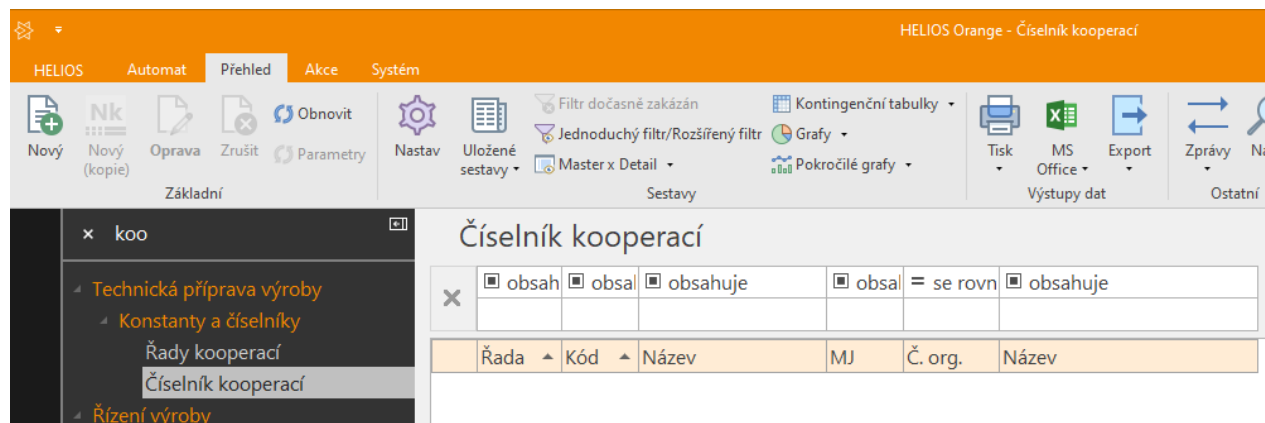 HELIOS Orange - Číselník kooperací
HELIOS Automat Přehled Akce Systém
Nový
Nk
Nový (kopie)
Oprava
Zrušit
Obnovit
Parametry
Základní
Nastav
Uložené sestavy
Filtr dočasně zakázán
Jednoduchý filtr/Rozšířený filtr
Master x Detail
Kontingenční tabulky
Grafy
Pokročilé grafy
Sestavy
Tisk
MS Office
Export
Výstupy dat
Zprávy
Ostatní
koo
Technická příprava výroby
Konstanty a číselníky
Řady kooperací
Číselník kooperací
Řízení výroby
Číselník kooperací
obsah obsal obsahuje obsal = se rovn obsahuje
Řada Kód Název MJ Č. org. Název